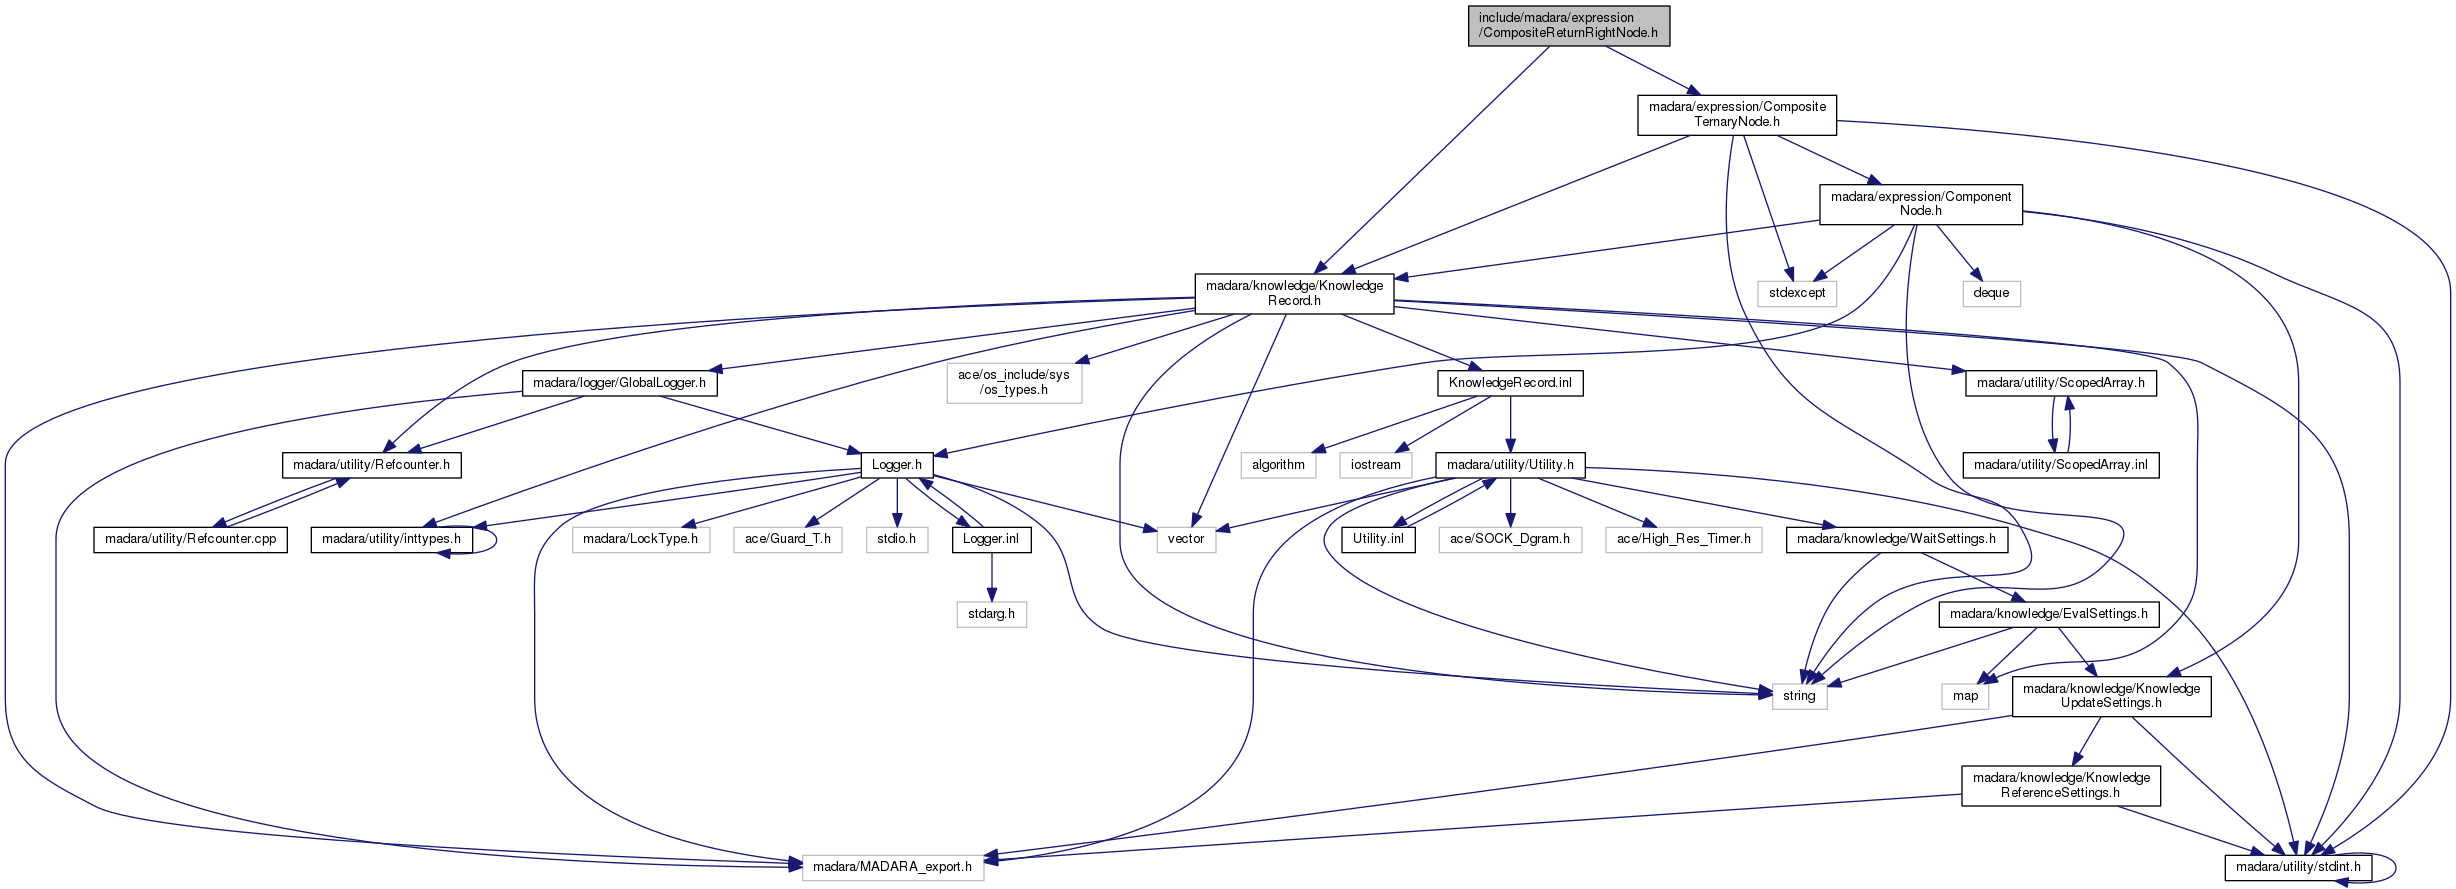 include/madara/expression
/CompositeReturnRightNode.h
madara/expression/Composite
TernaryNode.h
madara/expression/Component
Node.h
madara/knowledge/Knowledge
Record.h
stdexcept
deque
madara/logger/GlobalLogger.h
ace/os_include/sys
/os_types.h
KnowledgeRecord.inl
madara/utility/ScopedArray.h
madara/utility/Refcounter.h
Logger.h
algorithm
iostream
madara/utility/Utility.h
madara/utility/ScopedArray.inl
madara/utility/Refcounter.cpp
madara/utility/inttypes.h
madara/LockType.h
ace/Guard_T.h
stdio.h
Logger.inl
vector
Utility.inl
ace/SOCK_Dgram.h
ace/High_Res_Timer.h
madara/knowledge/WaitSettings.h
stdarg.h
madara/knowledge/EvalSettings.h
string
map
madara/knowledge/Knowledge
UpdateSettings.h
madara/knowledge/Knowledge
ReferenceSettings.h
madara/MADARA_export.h
madara/utility/stdint.h